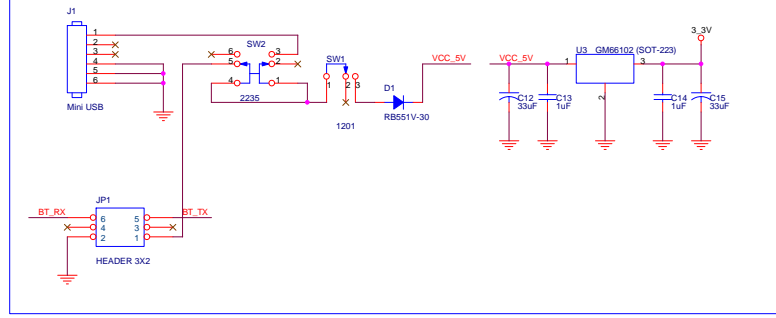 J1
1
2
3
4
5
6
Mini USB
SW2
6 3
5 2
4 1
2235
SW1
1 2 3
1201
D1
RB551V-30
VCC_5V
VCC_5V
U3 GM66102 (SOT-223)
1 3
2
3_3V
C12
33uF
C13
1uF
C14
1uF
C15
33uF
JP1
BT_RX BT_TX
6 5
4 3
2 1
HEADER 3X2